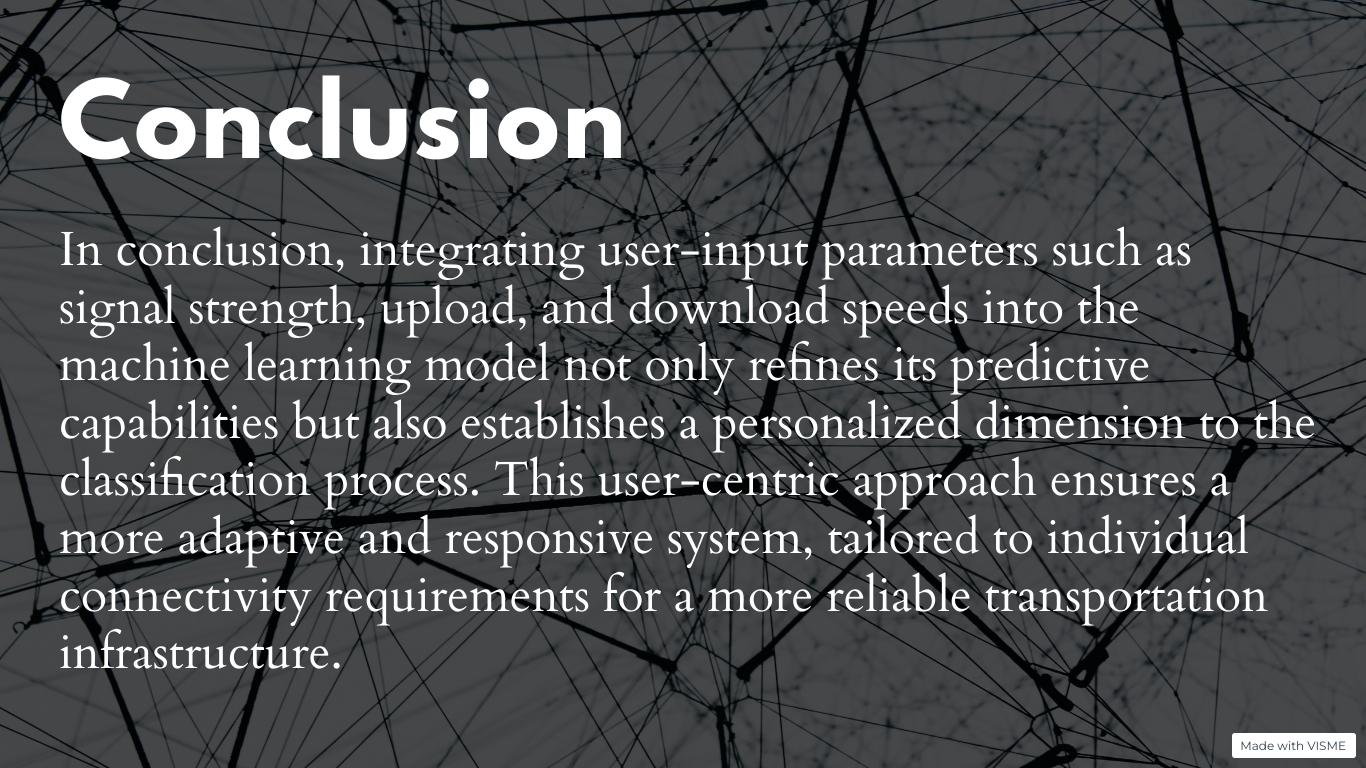 Conclusion
In conclusion, integrating user-input parameters such as
signal strength, upload, and download speeds into the
machine learning model not only refines its predictive
capabilities but also establishes a personalized dimension to the
classification process. This user-centric approach ensures a
more adaptive and responsive system, tailored to individual
connectivity requirements for a more reliable transportation
infrastructure.
Made with VISME